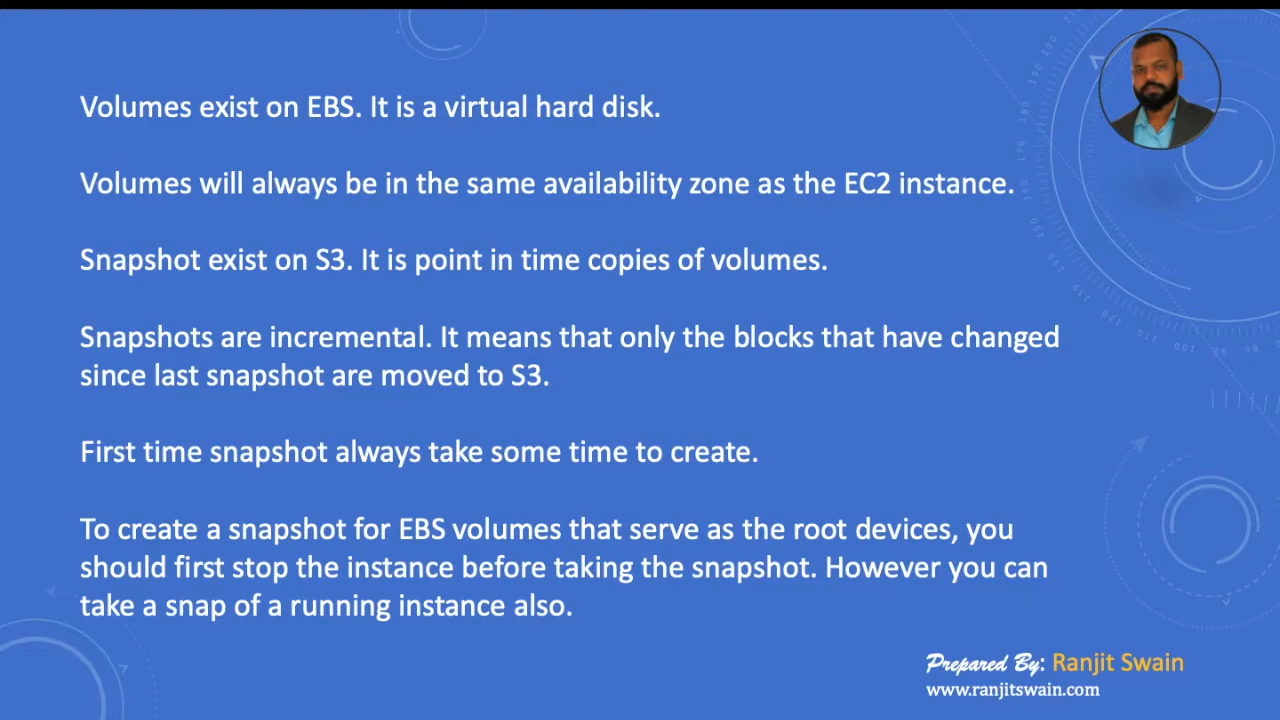 Volumes exist on EBS. It is a virtual hard disk.
Volumes will always be in the same availability zone as the EC2 instance.
Snapshot exist on S3. It is point in time copies of volumes.
Snapshots are incremental. It means that only the blocks that have changed
since last snapshot are moved to S3.
First time snapshot always take some time to create.
To create a snapshot for EBS volumes that serve as the root devices, you
should first stop the instance before taking the snapshot. However you can
take a snap of a running instance also.
Prepared By: Ranjit Swain
www.ranjitswain.com